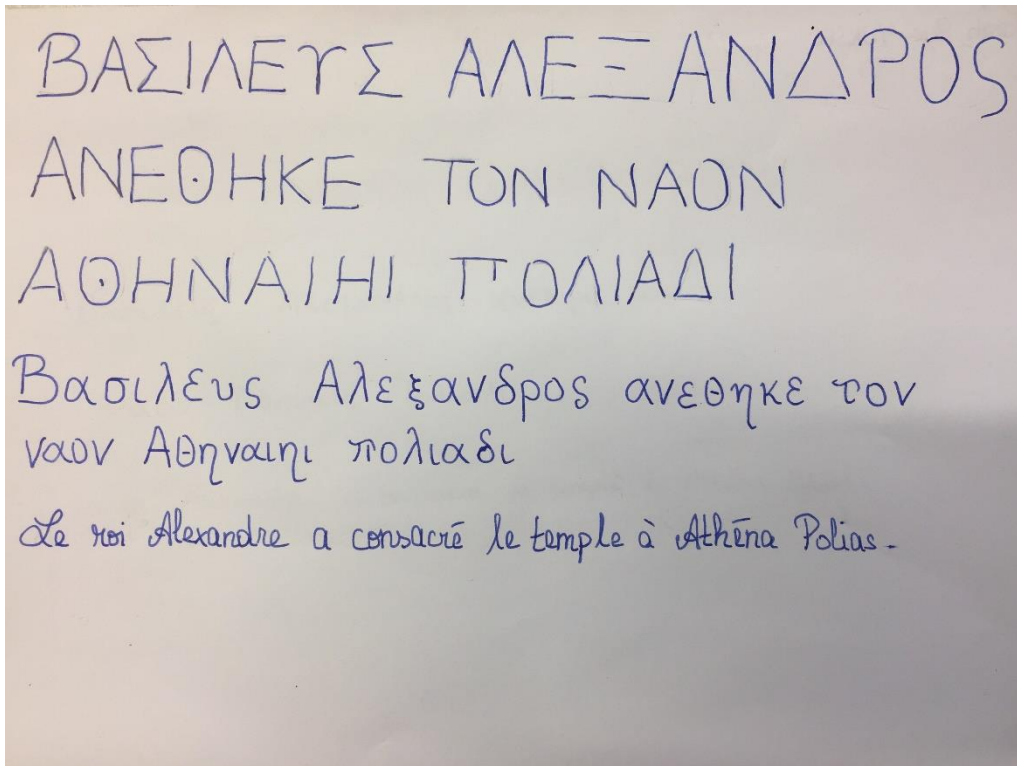 ΒΑΣΙΛΕΥΣ ΑΛΕΞΑΝΔΡΟς
ΑΝΕΘΗΚΕ ΤΟΝ ΝΑΟΝ
ΑΘΗΝΑΙΗΙ ΠΟΛΙΑΔΙ
Βασιλευς Αλεξανδρος ανεθηκε τον
ναον Αθηναιηι πολιαδι
Le roi Alexandre a consacré le temple à Athēna Polias.